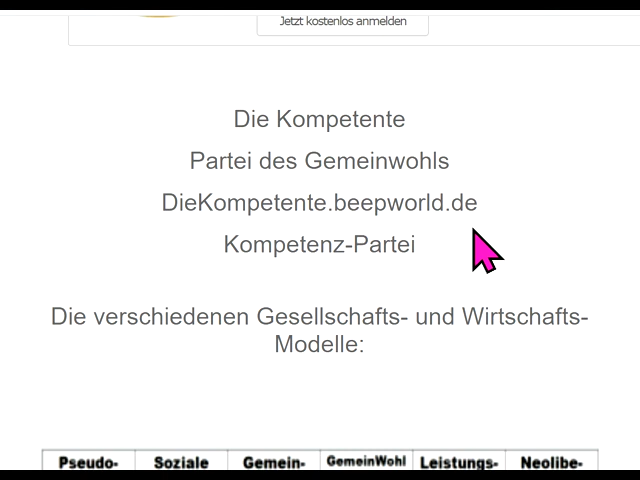 Jetzt kostenlos anmelden
Die Kompetente
Partei des Gemeinwohls
DieKompetente.beepworld.de
Kompetenz-Partei
Die verschiedenen Gesellschafts- und Wirtschafts-
Modelle:
Pseudo- Soziale Gemein- GemeinWohl Leistungs- Neolibe-